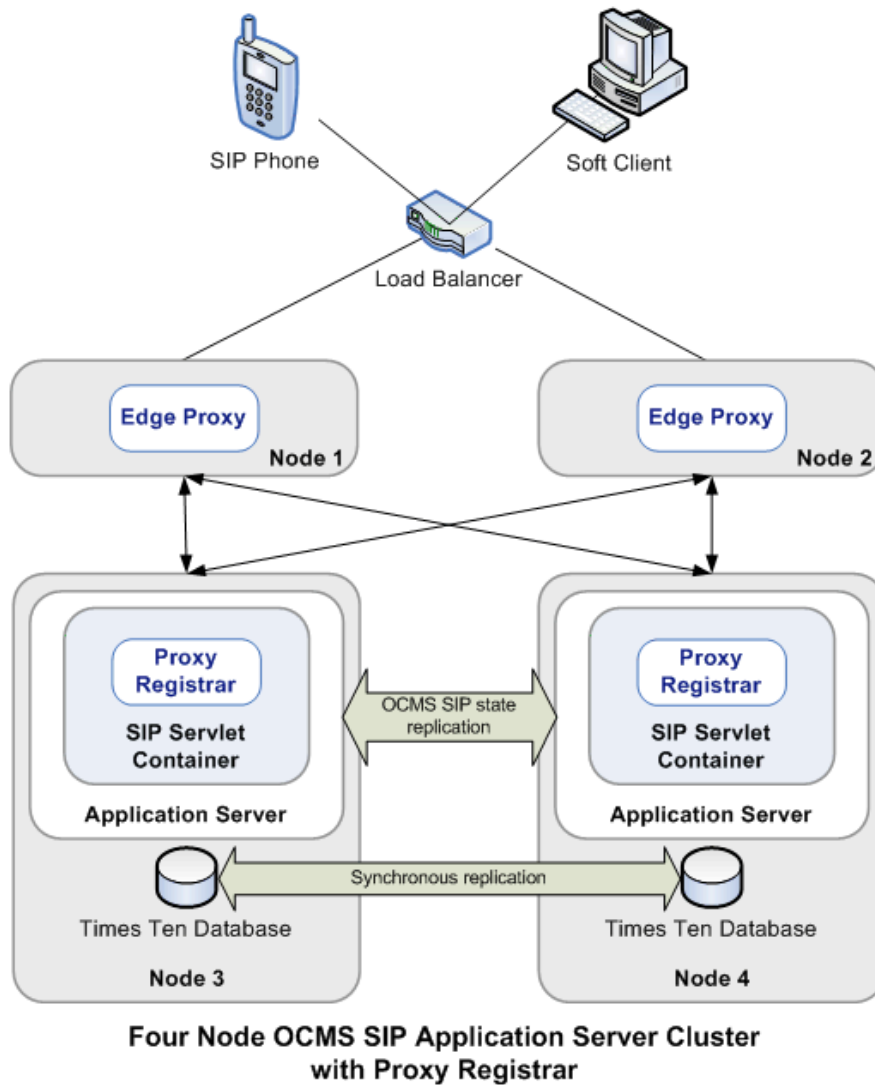 SIP Phone
Soft Client
Load Balancer
Edge Proxy
Node 1
Edge Proxy
Node 2
Proxy
Registrar
SIP Servlet
Container
Application Server
OCMS SIP state
replication
Proxy
Registrar
SIP Servlet
Container
Application Server
Synchronous replication
Times Ten Database
Node 3
Times Ten Database
Node 4
Four Node OCMS SIP Application Server Cluster
with Proxy Registrar